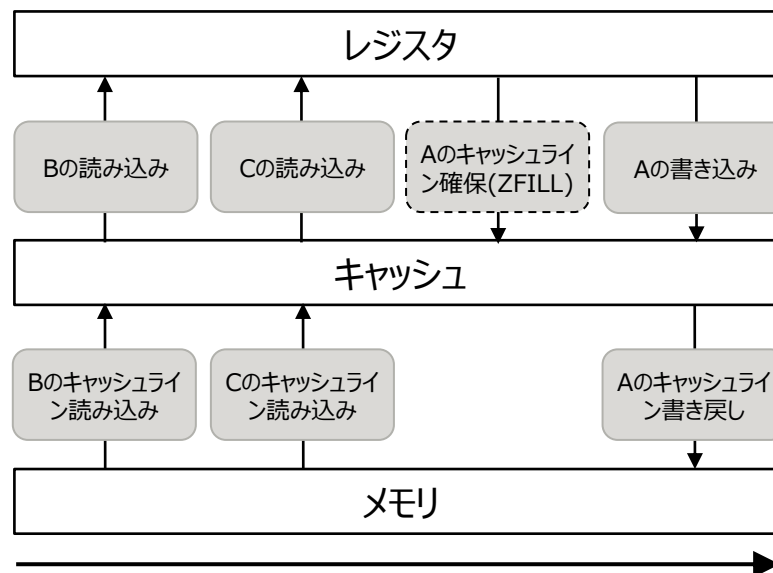 レジスタ
Bの読み込み
Cの読み込み
Aのキャッシュライ
ン確保(ZFILL)
Aの書き込み
キャッシュ
Bのキャッシュライ
ン読み込み
Cのキャッシュライ
ン読み込み
Aのキャッシュライ
ン書き戻し
メモリ